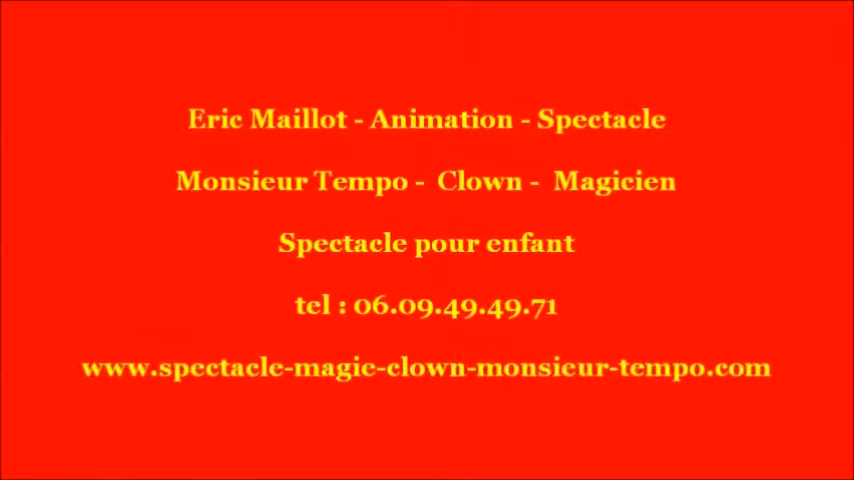 Eric Maillot - Animation - Spectacle
Monsieur Tempo - Clown - Magicien
Spectacle pour enfant
tel : 06.09.49.49.71
www.spectacle-magic-clown-monsieur-tempo.com